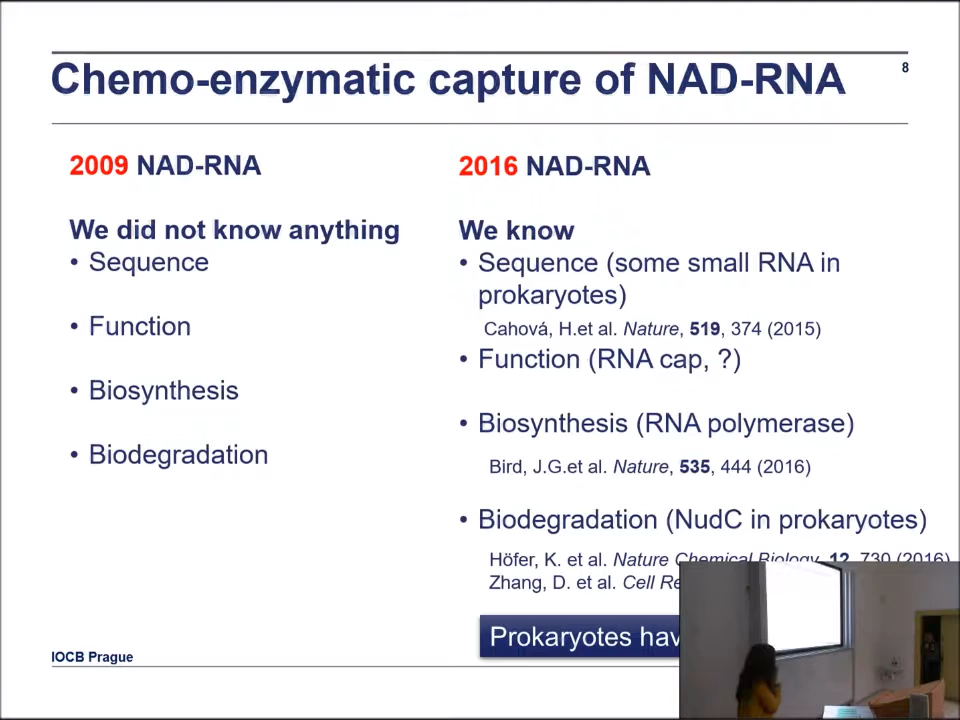 Chemo-enzymatic capture of NAD-RNA
8
2009 NAD-RNA
We did not know anything
• Sequence
• Function
• Biosynthesis
• Biodegradation
2016 NAD-RNA
We know
• Sequence (some small RNA in
prokaryotes)
Cahová, H.et al. Nature, 519, 374 (2015)
• Function (RNA cap, ?)
• Biosynthesis (RNA polymerase)
Bird, J.G.et al. Nature, 535, 444 (2016)
• Biodegradation (NudC in prokaryotes)
Höfer, K. et al. Nature Chemical Biology, 12, 730 (2016)
Zhang, D. et al. Cell
Prokaryotes
IOCB Prague